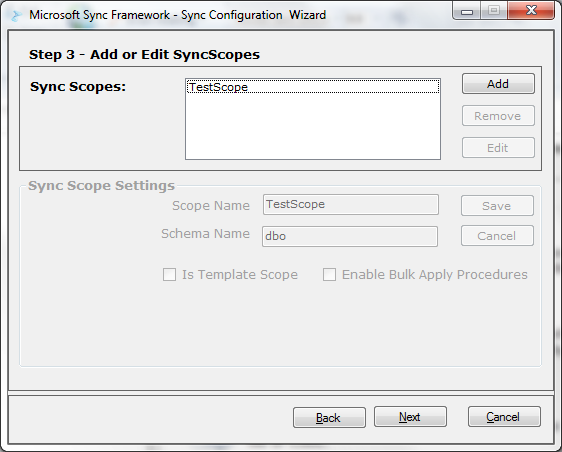 Microsoft Sync Framework - Sync Configuration Wizard
Step 3 - Add or Edit SyncScopes
Sync Scopes:
TestScope
Add
Remove
Edit
Sync Scope Settings
Scope Name
TestScope
Save
Schema Name
dbo
Cancel
Is Template Scope
Enable Bulk Apply Procedures
Back
Next
Cancel